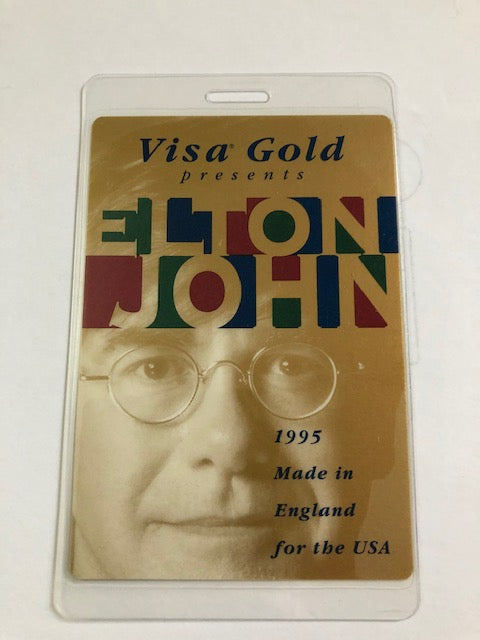 Visa® Gold
presents
ELTON
JOHN
1995
Made in
England
for the USA